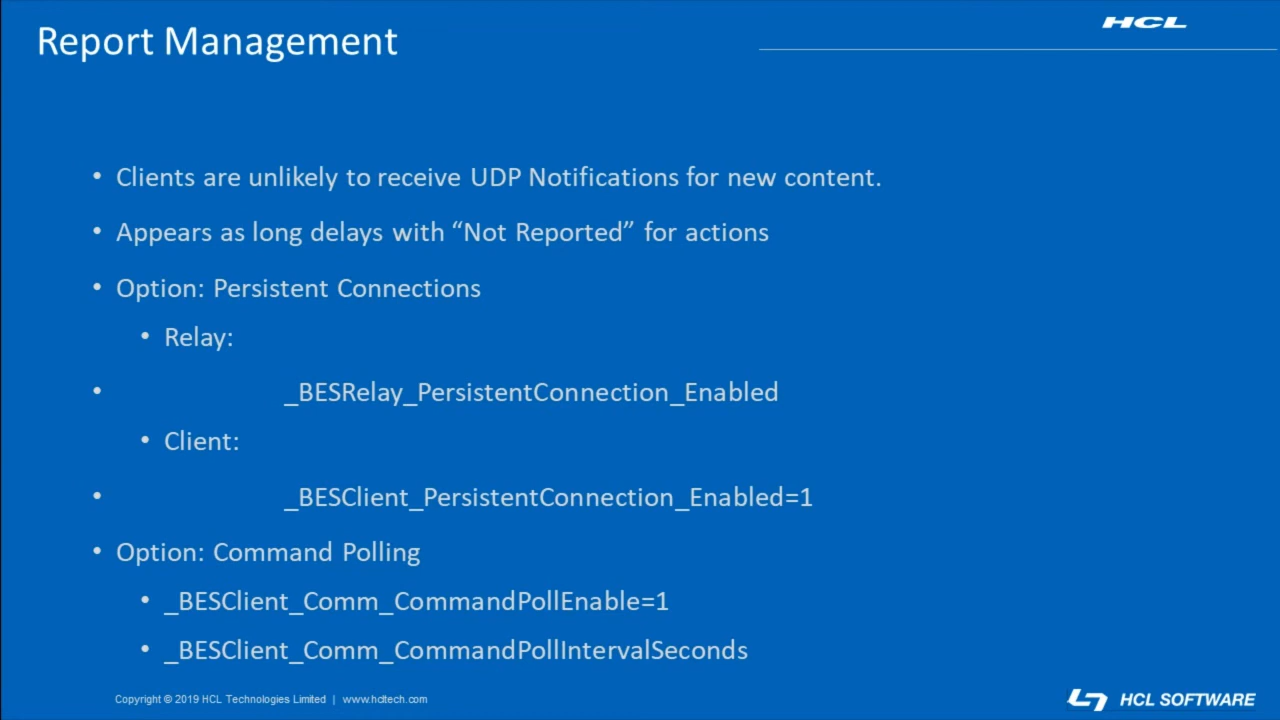 Report Management
HCL
• Clients are unlikely to receive UDP Notifications for new content.
• Appears as long delays with “Not Reported” for actions
• Option: Persistent Connections
• Relay:
• _BESRelay_PersistentConnection_Enabled
• Client:
• _BESClient_PersistentConnection_Enabled=1
• Option: Command Polling
• _BESClient_Comm_CommandPollEnable=1
• _BESClient_Comm_CommandPollIntervalSeconds
Copyright © 2019 HCL Technologies Limited | www.hcltech.com
HCL SOFTWARE